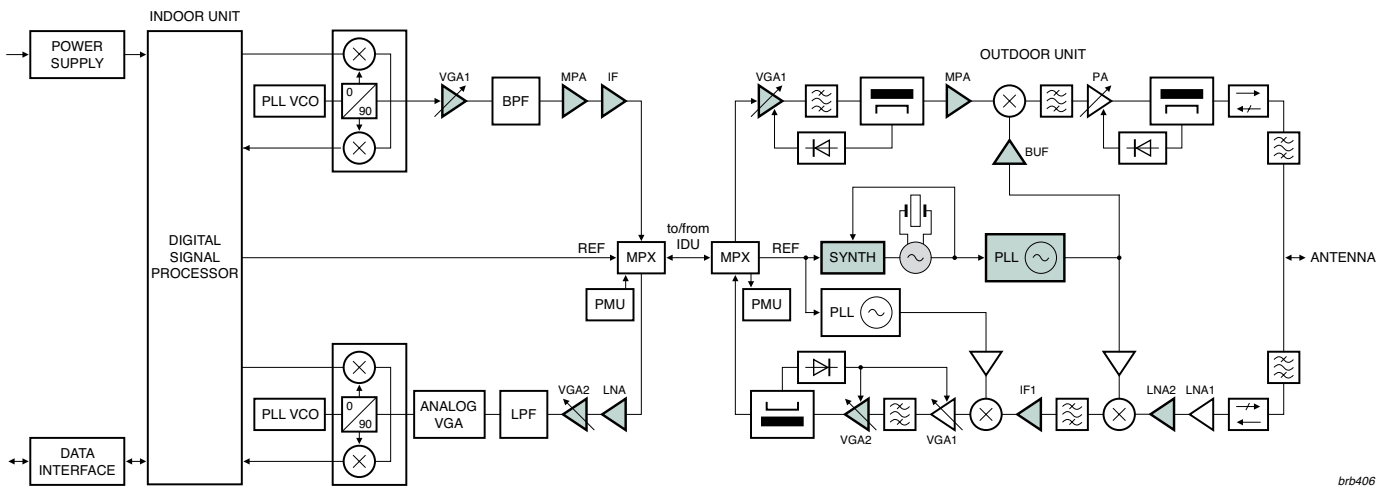 INDOOR UNIT
POWER
SUPPLY
PLL VCO
0
90
VGA1
BPF
MPA
IF
DIGITAL
SIGNAL
PROCESSOR
REF
MPX
PMU
to/from
IDU
PLL VCO
0
90
ANALOG
VGA
LPF
VGA2
LNA
DATA
INTERFACE
OUTDOOR UNIT
VGA1
MPA
PA
BUF
MPX
REF
SYNTH
PLL
PMU
PLL
ANTENNA
VGA2
VGA1
IF1
LNA2
LNA1
brb406